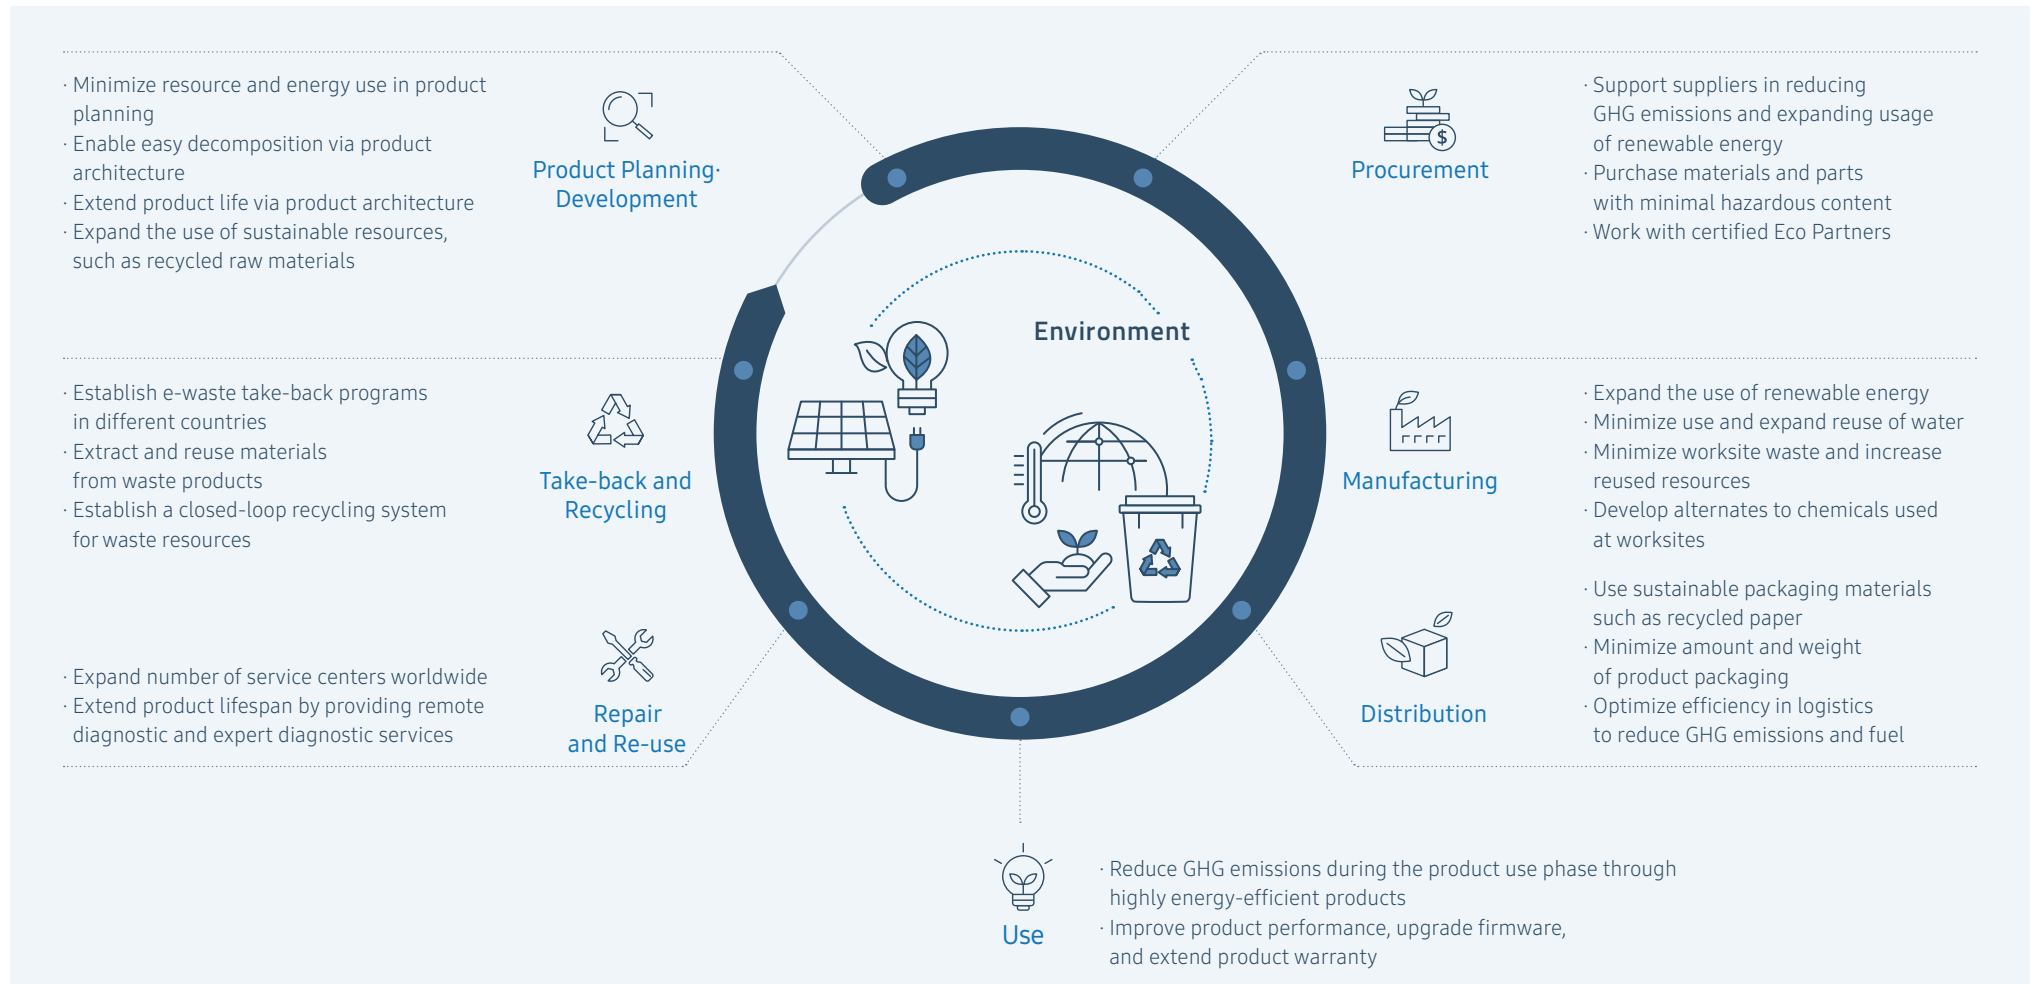 · Minimize resource and energy use in product
planning
· Enable easy decomposition via product
architecture
· Extend product life via product architecture
· Expand the use of sustainable resources,
such as recycled raw materials
Product Planning·
Development
Procurement
$
· Support suppliers in reducing
GHG emissions and expanding usage
of renewable energy
· Purchase materials and parts
with minimal hazardous content
· Work with certified Eco Partners
Environment
· Establish e-waste take-back programs
in different countries
· Extract and reuse materials
from waste products
· Establish a closed-loop recycling system
for waste resources
Take-back and
Recycling
Manufacturing
· Expand the use of renewable energy
· Minimize use and expand reuse of water
· Minimize worksite waste and increase
reused resources
· Develop alternates to chemicals used
at worksites
· Expand number of service centers worldwide
· Extend product lifespan by providing remote
diagnostic and expert diagnostic services
Repair
and Re-use
Distribution
· Use sustainable packaging materials
such as recycled paper
· Minimize amount and weight
of product packaging
· Optimize efficiency in logistics
to reduce GHG emissions and fuel
Use
· Reduce GHG emissions during the product use phase through
highly energy-efficient products
· Improve product performance, upgrade firmware,
and extend product warranty